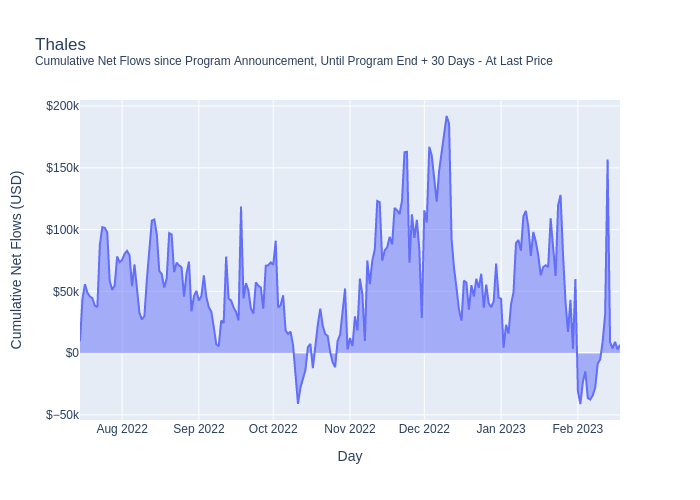 Thales
Cumulative Net Flows since Program Announcement, Until Program End + 30 Days - At Last Price
Cumulative Net Flows (USD)
$200k
$150k
$100k
$50k
$0
$−50k
Aug 2022
Sep 2022
Oct 2022
Nov 2022
Dec 2022
Jan 2023
Feb 2023
Day